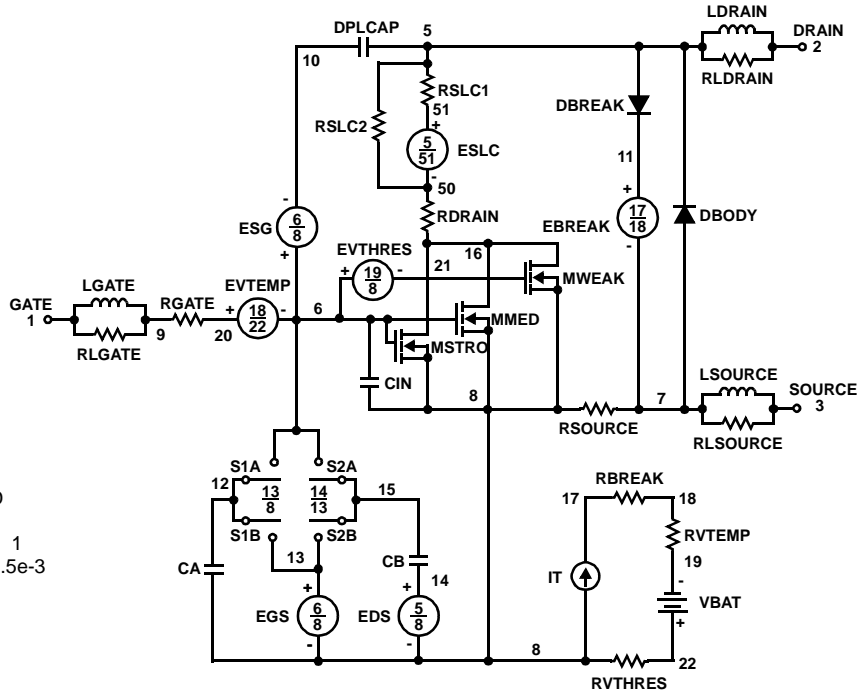 LDRAIN
DPLCAP 5 DRAIN
10 2
RSLC1 RLDRAIN
51 DBREAK
RSLC2 +
5
51
ESLC
11
- 50
- +
RDRAIN 17
18
DBODY
ESG 6
8
EBREAK
+ EVTHRES 16 -
+ 19
8
- 21 MWEAK
LGATE EVTEMP
GATE RGATE + 18
22
- 6 MMED
1 9 20
RLGATE MSTRO
LSOURCE
CIN 8 7 SOURCE
3
RSOURCE
RLSOURCE
S1A S2A
12 13
8
14
13
15
S1B S2B
RBREAK
17 18
RVTEMP
13 CB 19
CA 14 IT -
+ + VBAT
EGS 6
8
EDS 5
8
+
- - 8 22
RVTHRES
1
.5e-3